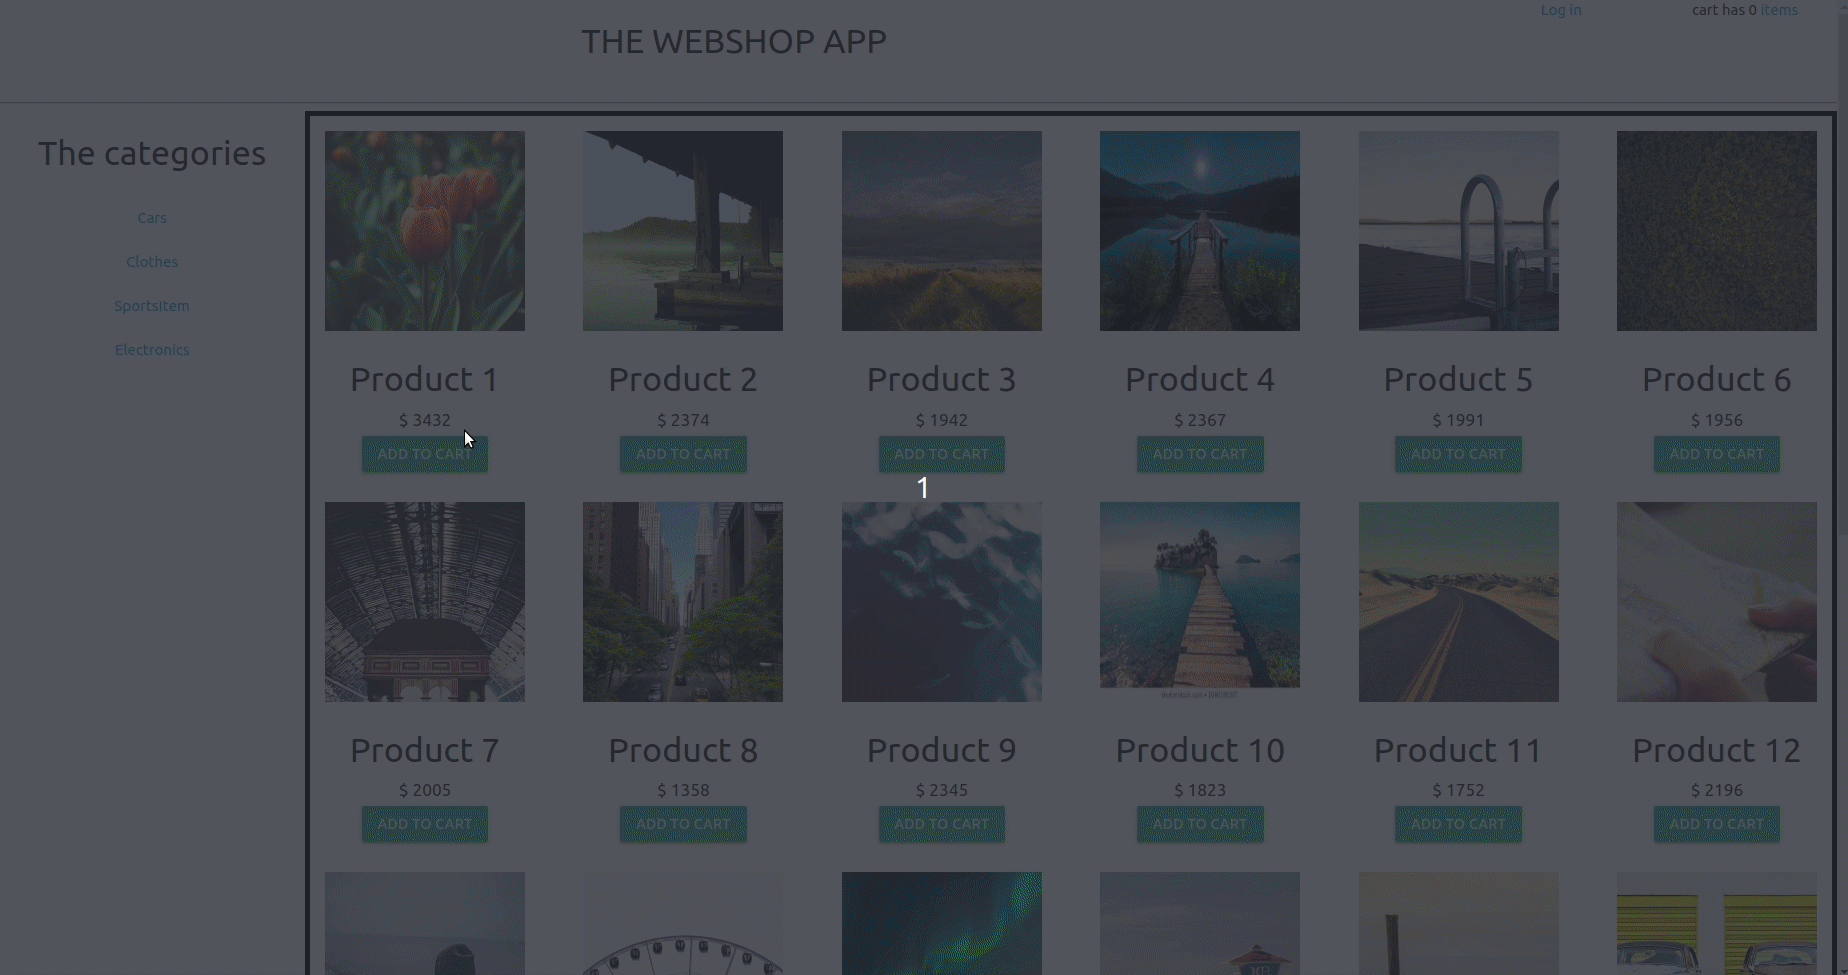 Log in
cart has 0 items
THE WEBSHOP APP
The categories
Cars
Clothes
SportsItem
Electronics
Product 1
$ 3432
ADD TO CART
Product 2
$ 2374
ADD TO CART
Product 3
$ 1942
ADD TO CART
Product 4
$ 2367
ADD TO CART
Product 5
$ 1991
ADD TO CART
Product 6
$ 1956
ADD TO CART
1
Product 7
$ 2005
ADD TO CART
Product 8
$ 1358
ADD TO CART
Product 9
$ 2345
ADD TO CART
Product 10
$ 1823
ADD TO CART
Product 11
$ 1752
ADD TO CART
Product 12
$ 2196
ADD TO CART